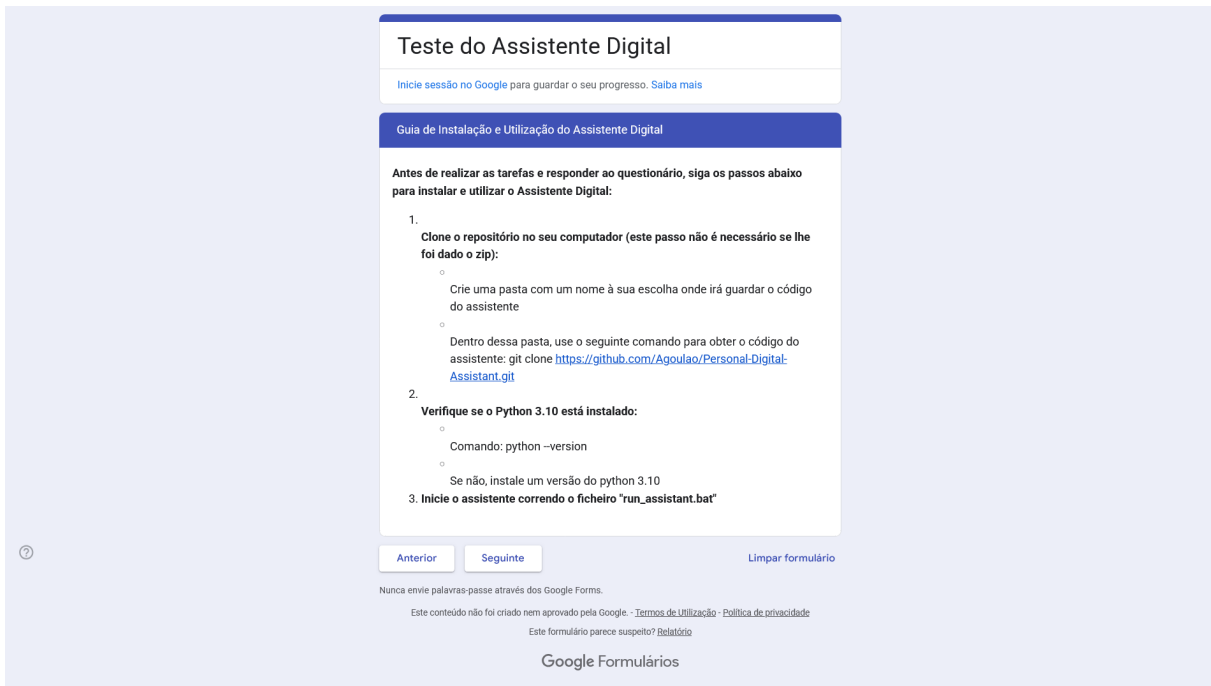 Teste do Assistente Digital
Inicie sessão no Google para guardar o seu progresso. Saiba mais
Guia de Instalação e Utilização do Assistente Digital
Antes de realizar as tarefas e responder ao questionário, siga os passos abaixo
para instalar e utilizar o Assistente Digital:
1.
Clone o repositório no seu computador (este passo não é necessário se lhe
foi dado o zip):
Crie uma pasta com um nome à sua escolha onde irá guardar o código
do assistente
Dentro dessa pasta, use o seguinte comando para obter o código do
assistente: git clone https://github.com/Agoulao/Personal-Digital-
Assistant.git
2.
Verifique se o Python 3.10 está instalado:
Comando: python --version
Se não, instale um versão do python 3.10
3. Inicie o assistente correndo o ficheiro "run_assistant.bat"
Anterior Seguinte Limpar formulário
Nunca envie palavras-passe através dos Google Forms.
Este conteúdo não foi criado nem aprovado pela Google. - Termos de Utilização - Política de privacidade
Este formulário parece suspeito? Relatório
Google Formulários